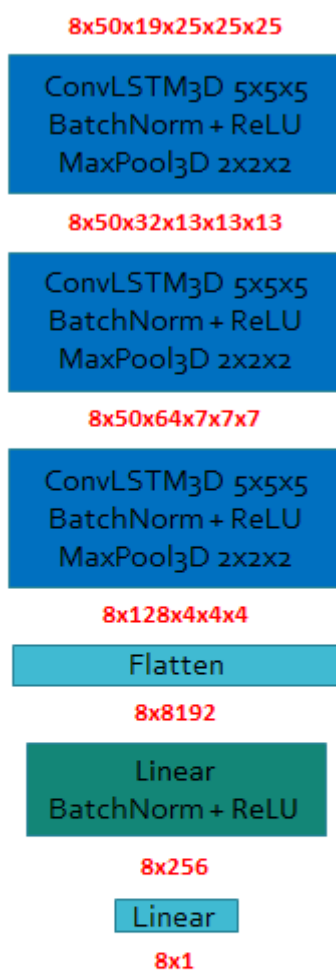 8x50x19x25x25x25
ConvLSTM3D 5x5x5
BatchNorm + ReLU
MaxPool3D 2x2x2
8x50x32x13x13x13
ConvLSTM3D 5x5x5
BatchNorm + ReLU
MaxPool3D 2x2x2
8x50x64x7x7x7
ConvLSTM3D 5x5x5
BatchNorm + ReLU
MaxPool3D 2x2x2
8x128x4x4x4
Flatten
8x8192
Linear
BatchNorm + ReLU
8x256
Linear
8x1